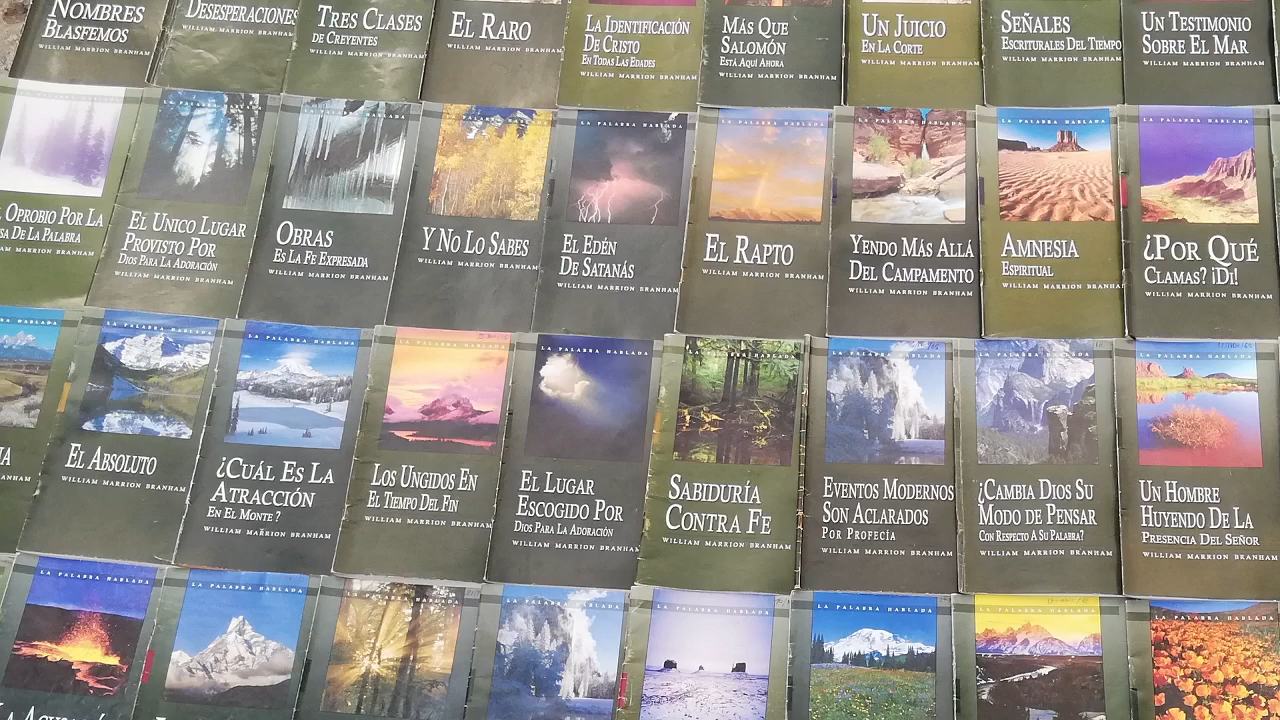 NOMBRES
BLASFEMOS
WILLIAM MARRION BRANHAM
DESESPERACIONES
WILLIAM MARRION BRANHAM
TRES CLASES
DE CREYENTES
WILLIAM MARRION BRANHAM
EL RARO
WILLIAM MARRION BRANHAM
LA IDENTIFICACIÓN
DE CRISTO
EN TODAS LAS EDADES
WILLIAM MARRION BRANHAM
MÁS QUE
SALOMÓN
ESTÁ AQUÍ AHORA
WILLIAM MARRION BRANHAM
UN JUICIO
EN LA CORTE
WILLIAM MARRION BRANHAM
SEÑALES
ESCRITURALES DEL TIEMPO
WILLIAM MARRION BRANHAM
UN TESTIMONIO
SOBRE EL MAR
WILLIAM MARRION BRANHAM
OPROBIO POR LA
DE LA PALABRA
MARRION BRANHAM
LA PALABRA HABLADA
EL UNICO LUGAR
PROVISTO POR
DIOS PARA LA ADORACIÓN
WILLIAM MARRION BRANHAM
LA PALABRA HABLADA
OBRAS
ES LA FE EXPRESADA
WILLIAM MARRION BRANHAM
LA PALABRA HABLADA
Y NO LO SABES
WILLIAM MARRION BRANHAM
LA PALABRA HABLADA
EL EDÉN
DE SATANÁS
WILLIAM MARRION BRANHAM
LA PALABRA HABLADA
EL RAPTO
WILLIAM MARRION BRANHAM
LA PALABRA HABLADA
YENDO MÁS ALLÁ
DEL CAMPAMENTO
WILLIAM MARRION BRANHAM
LA PALABRA HABLADA
AMNESIA
ESPIRITUAL
WILLIAM MARRION BRANHAM
LA PALABRA HABLADA
¿POR QUÉ
CLAMAS? ¡DI!
WILLIAM MARRION BRANHAM
HABLADA
BRANHAM
LA PALABRA HABLADA
EL ABSOLUTO
WILLIAM MARRION BRANHAM
LA PALABRA HABLADA
¿CUÁL ES LA
ATRACCIÓN
EN EL MONTE?
WILLIAM MARRION BRANHAM
LA PALABRA HABLADA
LOS UNGIDOS EN
EL TIEMPO DEL FIN
WILLIAM MARRION BRANHAM
LA PALABRA HABLADA
EL LUGAR
ESCOGIDO POR
DIOS PARA LA ADORACIÓN
WILLIAM MARRION BRANHAM
LA PALABRA HABLADA
SABIDURÍA
CONTRA FE
WILLIAM MARRION BRANHAM
LA PALABRA HABLADA
EVENTOS MODERNOS
SON ACLARADOS
POR PROFECÍA
WILLIAM MARRION BRANHAM
LA PALABRA HABLADA
¿CAMBIA DIOS SU
MODO DE PENSAR
CON RESPECTO A SU PALABRA?
WILLIAM MARRION BRANHAM
LA PALABRA HABLADA
UN HOMBRE
HUYENDO DE LA
PRESENCIA DEL SEÑOR
WILLIAM MARRION BRANHAM
LA PALABRA HABLADA
LA PALABRA HABLADA
LA PALABRA HABLADA
LA PALABRA HABLADA
LA PALABRA HABLADA
LA PALABRA HABLADA
LA PALABRA HABLADA
LA PALABRA HABLADA